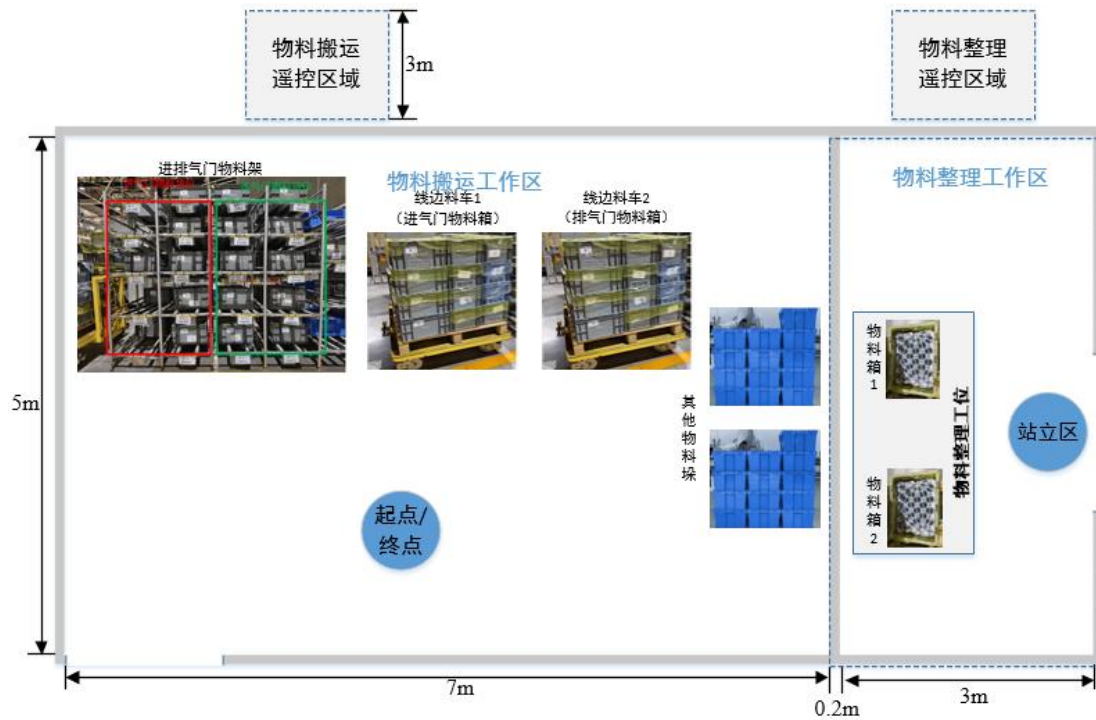 物料搬运
遥控区域
3m
物料整理
遥控区域
进排气门物料架
物料搬运工作区
物料整理工作区
线边料车1
（进气门物料箱）
线边料车2
（排气门物料箱）
5m
其他物料垛
物料箱1
物料整理工位
站立区
物料箱2
起点/
终点
7m
0.2m
3m